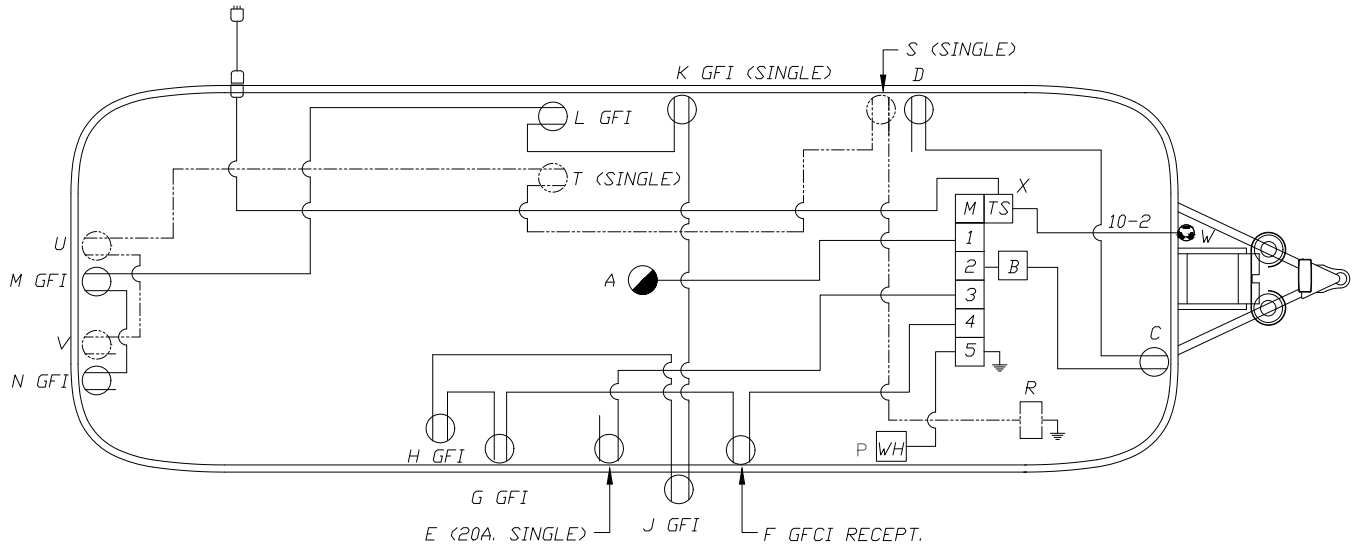 S (SINGLE)
K GFI (SINGLE)
D
L GFI
T (SINGLE)
X
M
TS
10-2
W
U
1
M GFI
A
2
B
3
4
C
V
5
N GFI
R
H GFI
P
WH
G GFI
J GFI
E (20A. SINGLE)
F GFCI RECEPT.